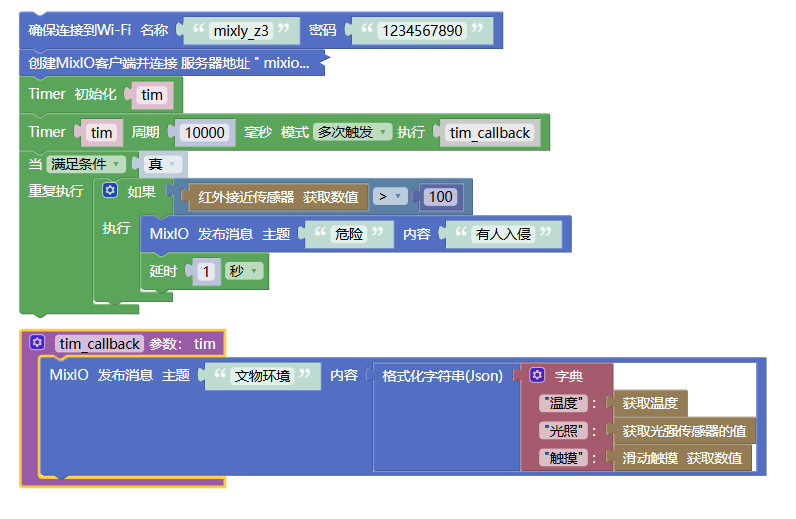 确保连接到Wi-Fi 名称 “ mixly_z3 ” 密码 “ 1234567890 ”
创建MixIO客户端并连接 服务器地址 " mixio...
Timer 初始化 tim
Timer tim 周期 10000 毫秒 模式 多次触发 执行 tim_callback
当 满足条件 真
重复执行 如果 红外接近传感器 获取数值 > 100
执行 MixIO 发布消息 主题 “ 危险 ” 内容 “ 有人入侵 ”
延时 1 秒
tim_callback 参数: tim
MixIO 发布消息 主题 “ 文物环境 ” 内容 格式化字符串(Json) 字典
"温度" : 获取温度
"光照" : 获取光强传感器的值
"触摸" : 滑动触摸 获取数值